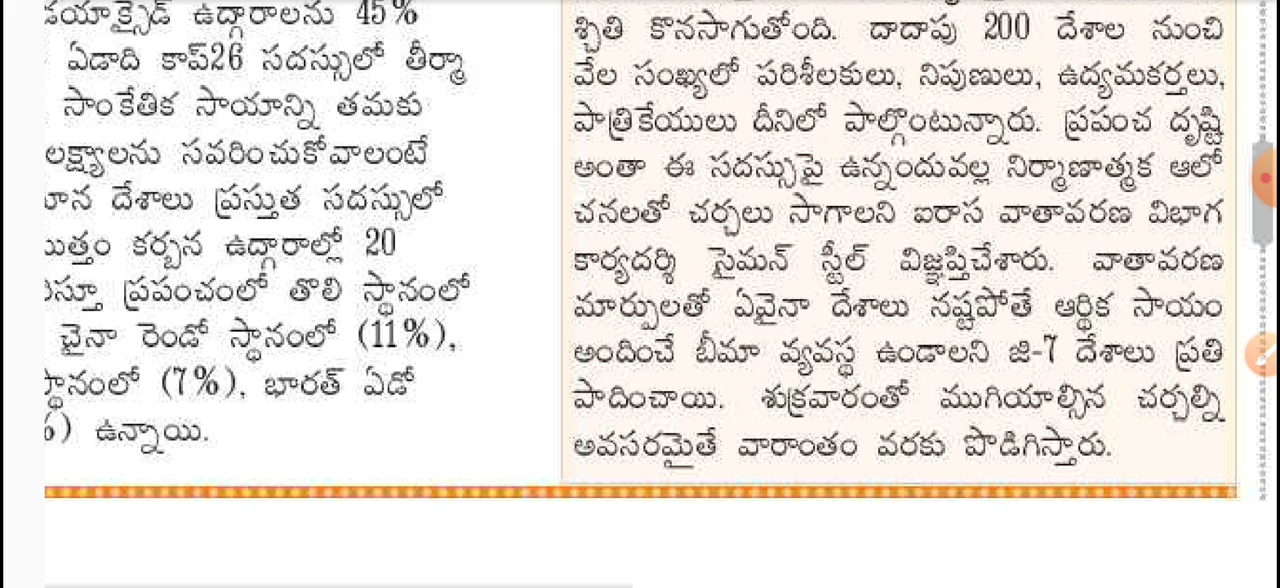 డయాక్సైడ్ ఉద్గారాలను 45%
ఏడాది కాప్26 సదస్సులో తీర్మా
సాంకేతిక సాయాన్ని తమకు
లక్ష్యాలను సవరించుకోవాలంటే
దేశాలు ప్రస్తుత సదస్సులో
కర్బన ఉద్గారాల్లో 20
ప్రపంచంలో తొలి స్థానంలో
చైనా రెండో స్థానంలో (11%),
స్థానంలో (7%), భారత్ ఏడో
) ఉన్నాయి.
శ్చితి కొనసాగుతోంది. దాదాపు 200 దేశాల నుంచి
వేల సంఖ్యలో పరిశీలకులు, నిపుణులు, ఉద్యమకర్తలు,
పాత్రికేయులు దీనిలో పాల్గొంటున్నారు. ప్రపంచ దృష్టి
అంతా ఈ సదస్సుపై ఉన్నందువల్ల నిర్మాణాత్మక ఆలో
చనలతో చర్చలు సాగాలని ఐరాస వాతావరణ విభాగ
కార్యదర్శి సైమన్ స్టీల్ విజ్ఞప్తిచేశారు. వాతావరణ
మార్పులతో ఏవైనా దేశాలు నష్టపోతే ఆర్థిక సాయం
అందించే బీమా వ్యవస్థ ఉండాలని జి-7 దేశాలు ప్రతి
పాదించాయి. శుక్రవారంతో ముగియాల్సిన చర్చల్ని
అవసరమైతే వారాంతం వరకు పొడిగిస్తారు.